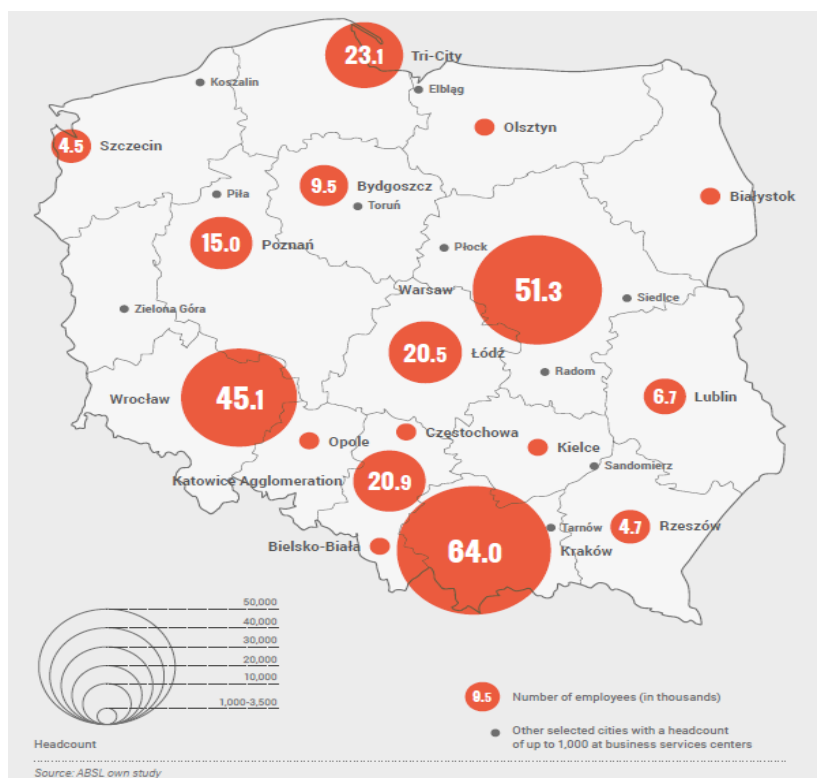 23.1 Tri-City
Koszalin
Elbląg
Olsztyn
4.5 Szczecin
9.5 Bydgoszcz
Piła
Toruń
Białystok
15.0 Poznań
Płock
Warsaw 51.3
Siedlce
Zielona Góra
20.5 Łódź
Radom
Wrocław 45.1
6.7 Lublin
Opole
Częstochowa
Kielce
Sandomierz
Katowice Agglomeration 20.9
Tarnów
4.7 Rzeszów
Bielsko-Biała
64.0 Kraków
50,000
40,000
30,000
20,000
10,000
1,000-3,500
Headcount
9.5 Number of employees (in thousands)
Other selected cities with a headcount
of up to 1,000 at business services centers
Source: ABSL own study